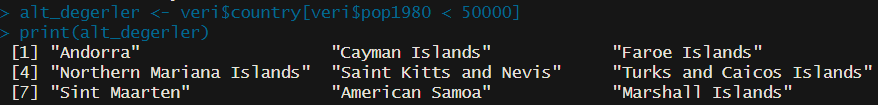 > alt_degerler <- veri$country[veri$pop1980 < 50000]
> print(alt_degerler)
[1] "Andorra" "Cayman Islands" "Faroe Islands"
[4] "Northern Mariana Islands" "Saint Kitts and Nevis" "Turks and Caicos Islands"
[7] "Sint Maarten" "American Samoa" "Marshall Islands"